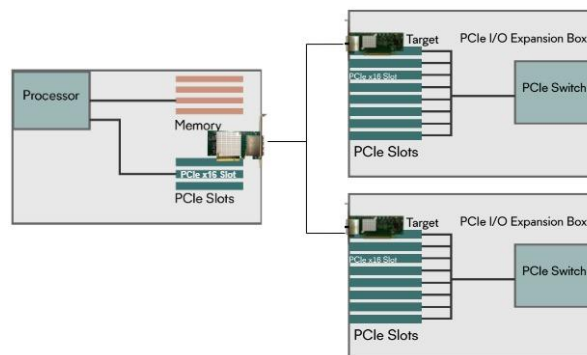 Processor
Memory
PCIe x16 Slot
PCIe Slots
Target
PCIe I/O Expansion Box
PCIe x16 Slot
PCIe Switch
PCIe Slots
Target
PCIe I/O Expansion Box
PCIe x16 Slot
PCIe Switch
PCIe Slots